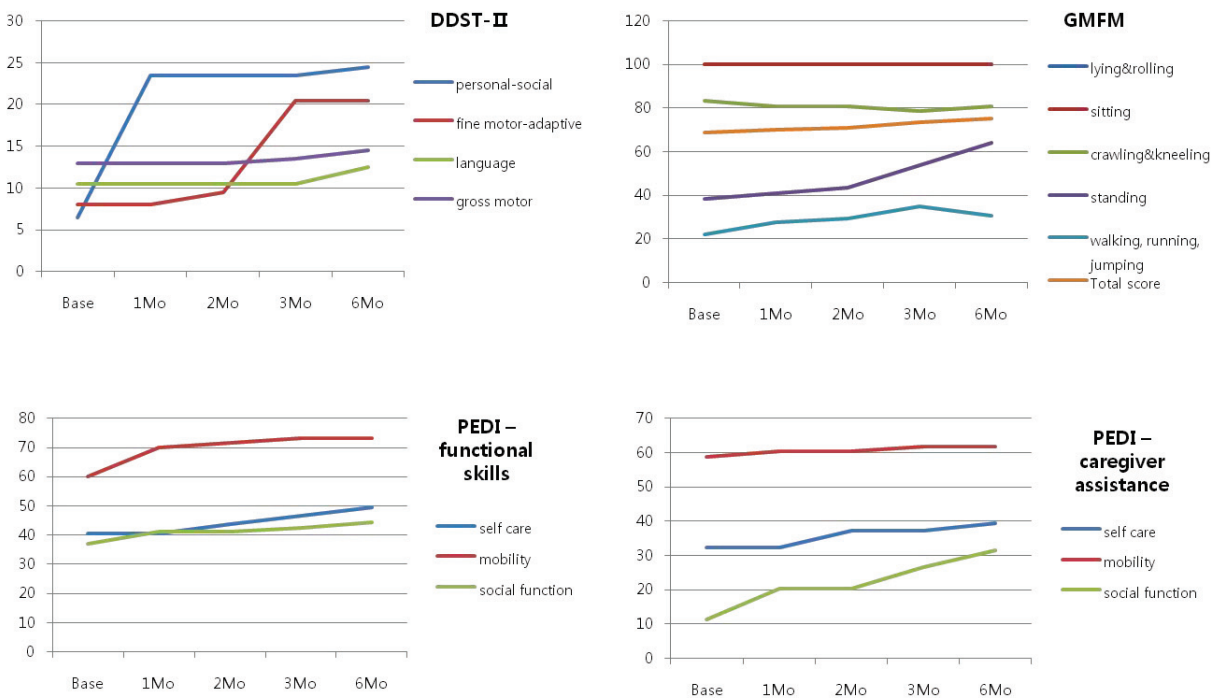 DDST-II
30
25
20
15
10
5
0
Base 1Mo 2Mo 3Mo 6Mo
personal-social
fine motor-adaptive
language
gross motor
GMFM
120
100
80
60
40
20
0
Base 1Mo 2Mo 3Mo 6Mo
lying&rolling
sitting
crawling&kneeling
standing
walking, running,
jumping
Total score
PEDI –
functional
skills
80
70
60
50
40
30
20
10
0
Base 1Mo 2Mo 3Mo 6Mo
self care
mobility
social function
PEDI –
caregiver
assistance
70
60
50
40
30
20
10
0
Base 1Mo 2Mo 3Mo 6Mo
self care
mobility
social function